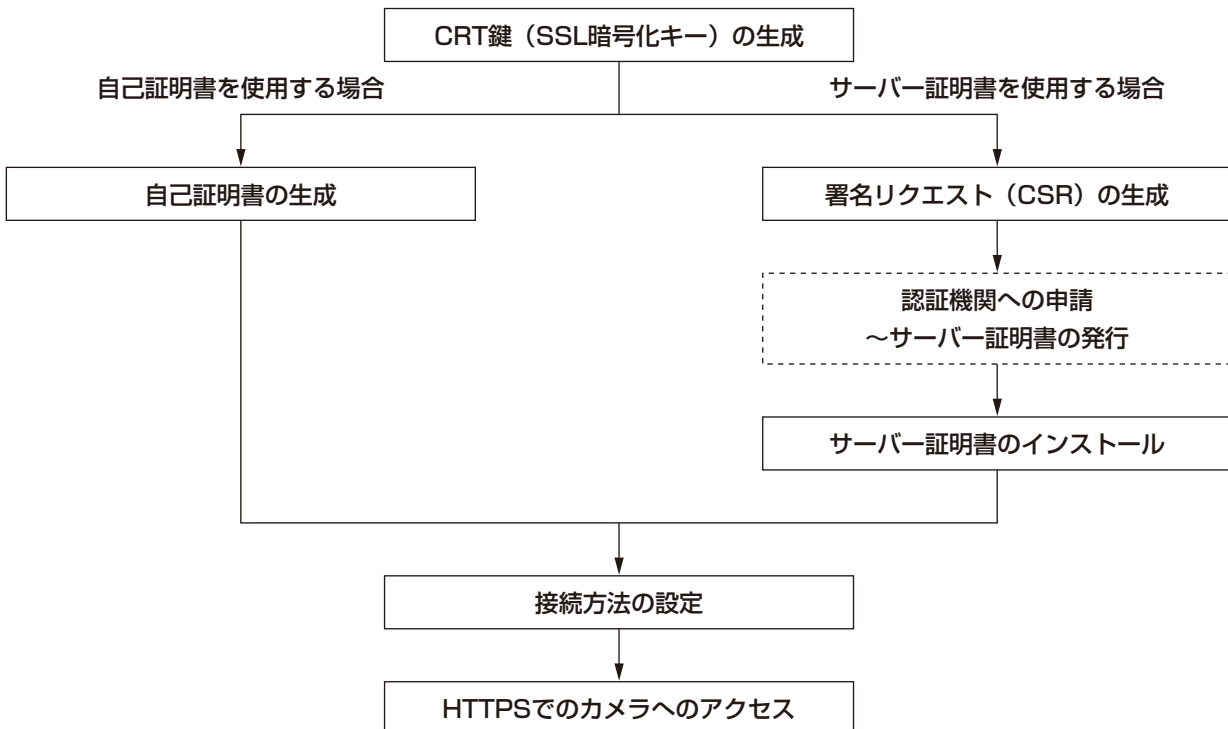 CRT鍵（SSL暗号化キー）の生成
自己証明書を使用する場合
サーバー証明書を使用する場合
自己証明書の生成
署名リクエスト（CSR）の生成
認証機関への申請
～サーバー証明書の発行
サーバー証明書のインストール
接続方法の設定
HTTPSでのカメラへのアクセス